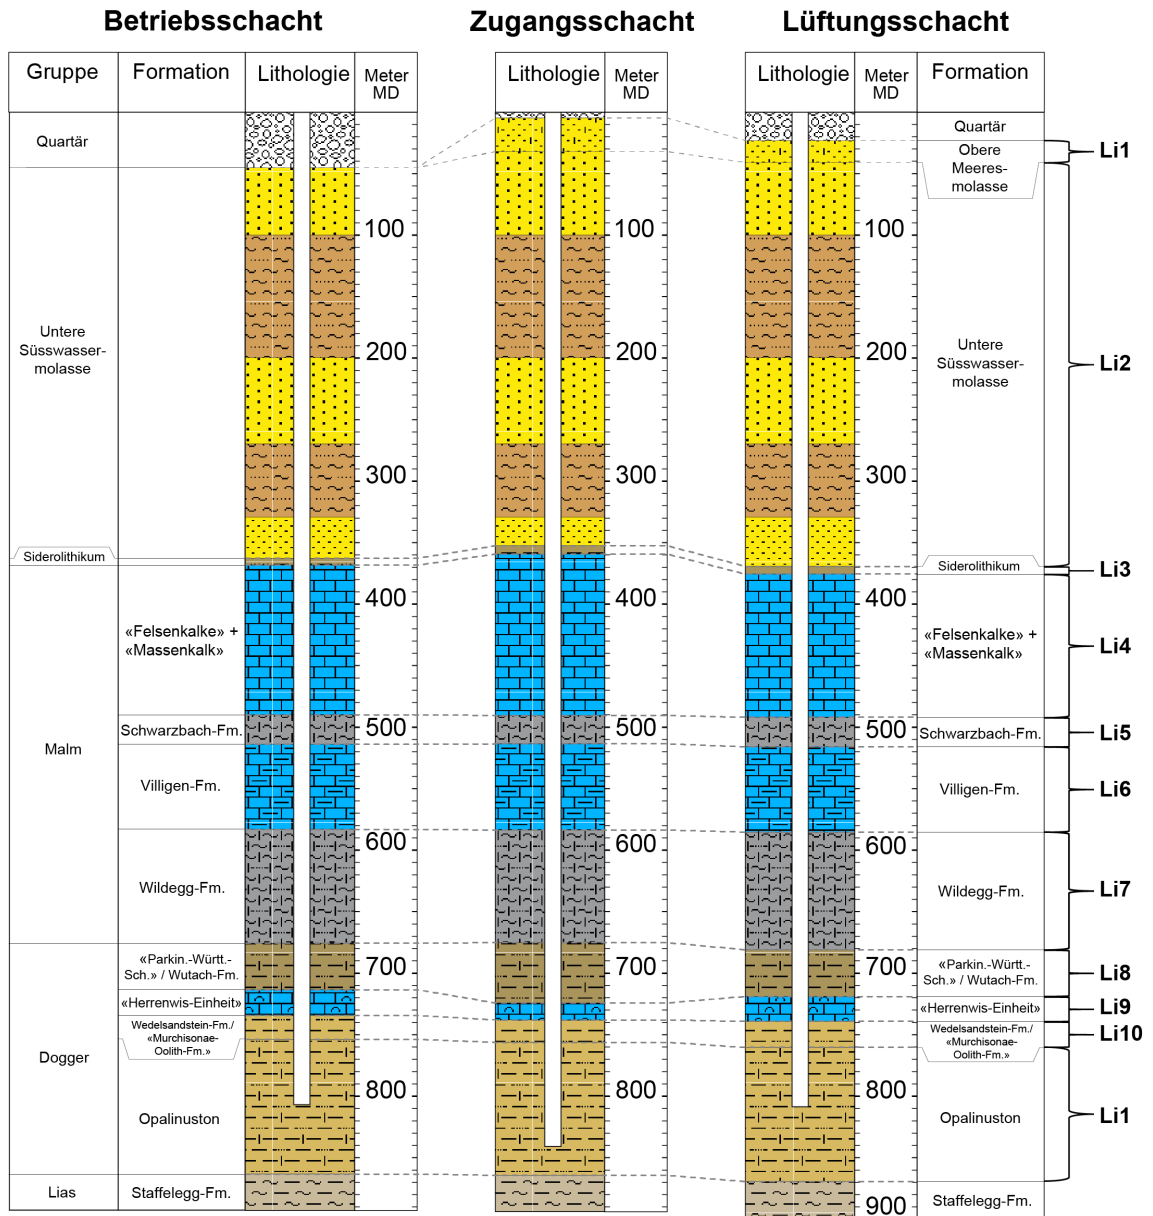 Betriebsschacht
Zugangsschacht
Lüftungsschacht
Gruppe
Formation
Lithologie
Meter
MD
Lithologie
Meter
MD
Lithologie
Meter
MD
Formation
Quartär
Untere
Süsswasser-
molasse
Siderolithikum
Malm
Dogger
Lias
«Felsenkalke» +
«Massenkalk»
Schwarzbach-Fm.
Villigen-Fm.
Wildegg-Fm.
«Parkin.-Württ.-
Sch.» / Wutach-Fm.
«Herrenwis-Einheit»
Wedelsandstein-Fm./
«Murchisonae-
Oolith-Fm.»
Opalinuston
Staffelegg-Fm.
100
200
300
400
500
600
700
800
100
200
300
400
500
600
700
800
100
200
300
400
500
600
700
800
900
Quartär
Obere
Meeres-
molasse
Untere
Süsswasser-
molasse
Siderolithikum
«Felsenkalke» +
«Massenkalk»
Schwarzbach-Fm.
Villigen-Fm.
Wildegg-Fm.
«Parkin.-Württ.-
Sch.» / Wutach-Fm.
«Herrenwis-Einheit»
Wedelsandstein-Fm./
«Murchisonae-
Oolith-Fm.»
Opalinuston
Staffelegg-Fm.
Li1
Li2
Li3
Li4
Li5
Li6
Li7
Li8
Li9
Li10
Li1